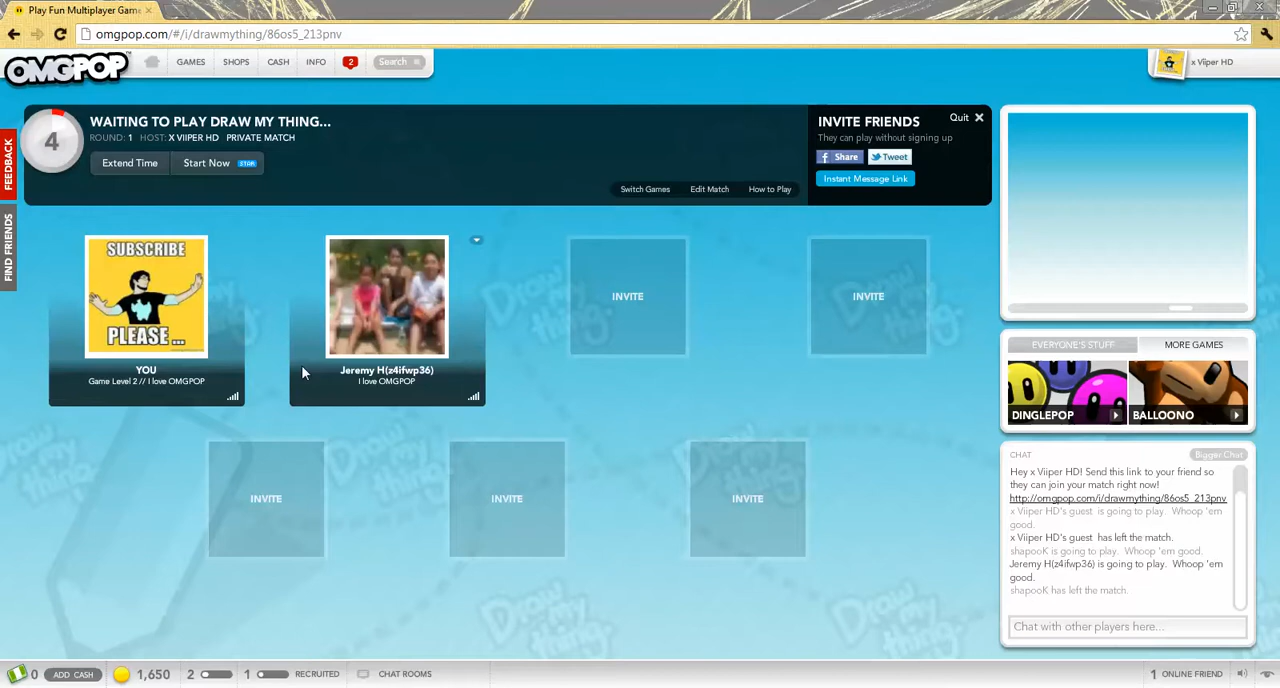 Play Fun Multiplayer Game
omgpop.com/#/i/drawmything/86os5_213pnv
OMGPOP
GAMES SHOPS CASH INFO 2 Search
x Viiper HD
FEEDBACK
FIND FRIENDS
4
WAITING TO PLAY DRAW MY THING...
ROUND: 1 HOST: X VIIPER HD PRIVATE MATCH
Extend Time Start Now STAR
Switch Games Edit Match How to Play
INVITE FRIENDS Quit
They can play without signing up
f Share Tweet
Instant Message Link
SUBSCRIBE
PLEASE ...
YOU
Game Level 2 // I love OMGPOP
Jeremy H(z4ifwp36)
I love OMGPOP
INVITE
INVITE
INVITE
INVITE
INVITE
EVERYONE'S STUFF MORE GAMES
DINGLEPOP BALLOONO
CHAT Bigger Chat
Hey x Viiper HD! Send this link to your friend so
they can join your match right now!
http://omgpop.com/i/drawmything/86os5_213pnv
x Viiper HD's guest is going to play. Whoop 'em
good.
x Viiper HD's guest has left the match.
shapooK is going to play. Whoop 'em good.
Jeremy H(z4ifwp36) is going to play. Whoop 'em
good.
shapooK has left the match.
Chat with other players here...
0 ADD CASH 1,650 2 1 RECRUITED CHAT ROOMS 1 ONLINE FRIEND